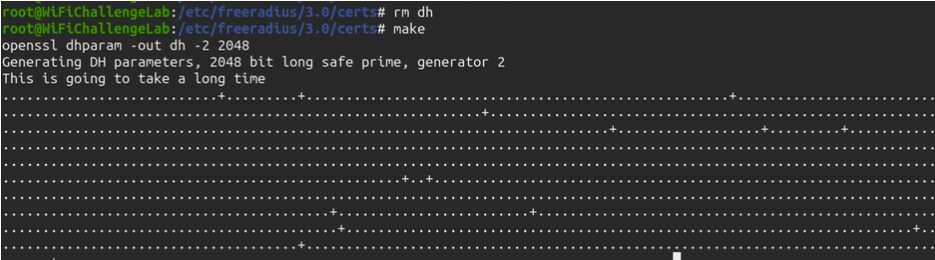 root@WiFiChallengeLab:/etc/freeradius/3.0/certs# rm dh
root@WiFiChallengeLab:/etc/freeradius/3.0/certs# make
openssl dhparam -out dh -2 2048
Generating DH parameters, 2048 bit long safe prime, generator 2
This is going to take a long time
...........................+.........+.....................................................+.........................
............................................................+........................................................
............................................................................+..................+.........+...........
.....................................................................................................................
.....................................................................................................................
..................................................+..+...............................................................
.....................................................................................................................
.........................................+........................+..................................................
..........................................+.......................................................................+..
.....................................+...............................................................................